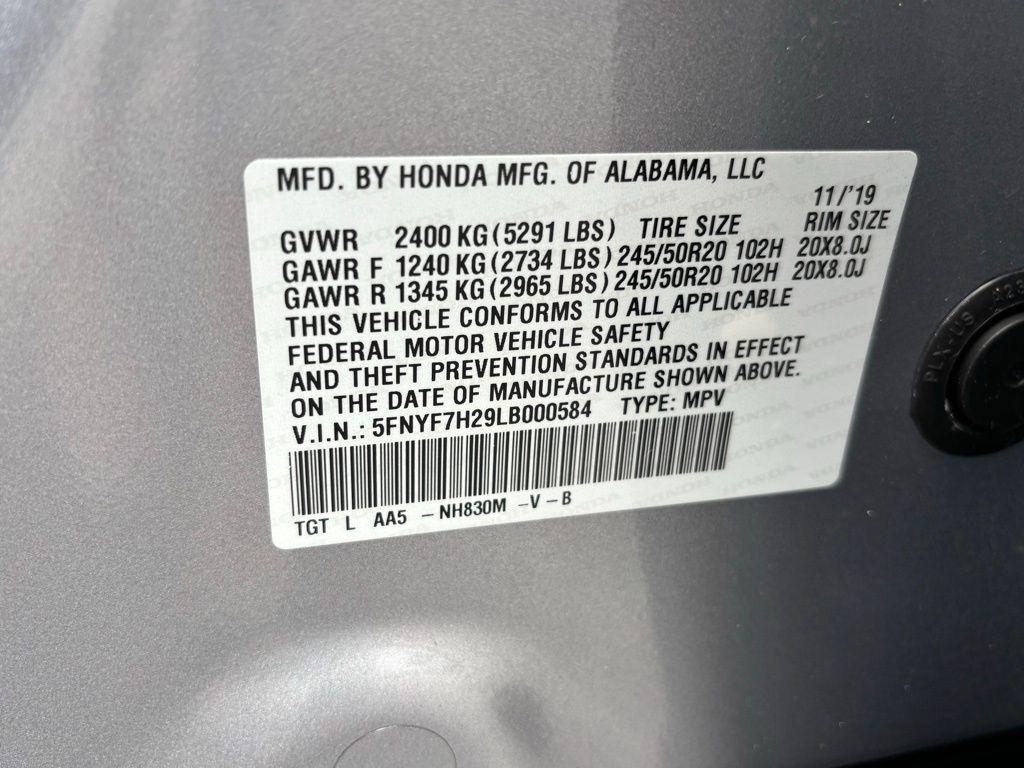 MFD. BY HONDA MFG. OF ALABAMA, LLC
11/'19
GVWR 2400 KG (5291 LBS) TIRE SIZE RIM SIZE
GAWR F 1240 KG (2734 LBS) 245/50R20 102H 20X8.0J
GAWR R 1345 KG (2965 LBS) 245/50R20 102H 20X8.0J
THIS VEHICLE CONFORMS TO ALL APPLICABLE
FEDERAL MOTOR VEHICLE SAFETY
AND THEFT PREVENTION STANDARDS IN EFFECT
ON THE DATE OF MANUFACTURE SHOWN ABOVE.
V.I.N.: 5FNYF7H29LB000584 TYPE: MPV
TGT L AA5 - NH830M - V - B
PLX-US